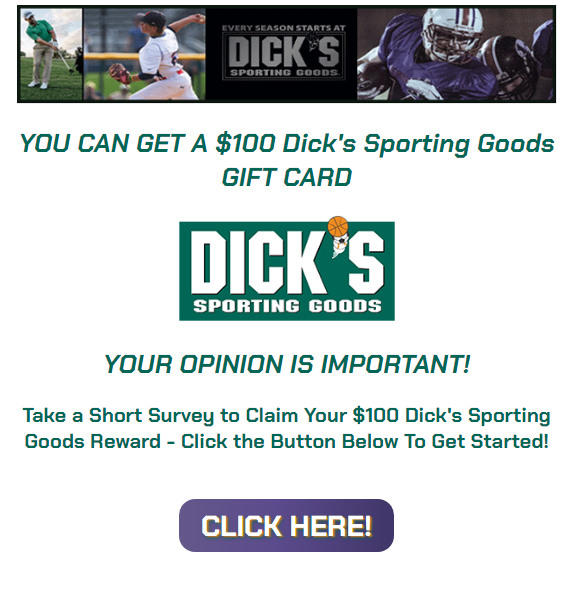 EVERY SEASON STARTS AT
DICK'S
SPORTING GOODS
YOU CAN GET A $100 Dick's Sporting Goods
GIFT CARD
DICK'S
SPORTING GOODS
YOUR OPINION IS IMPORTANT!
Take a Short Survey to Claim Your $100 Dick's Sporting
Goods Reward - Click the Button Below To Get Started!
CLICK HERE!